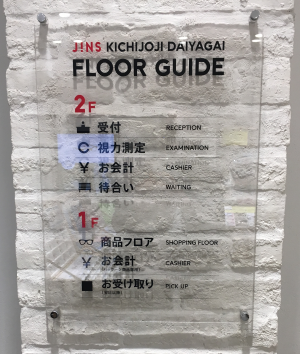 J!NS KICHIJOJI DAIYAGAI
FLOOR GUIDE
2F
受付 RECEPTION
視力測定 EXAMINATION
¥ お会計 CASHIER
待合い WAITING
1F
商品フロア SHOPPING FLOOR
¥ お会計 CASHIER
お受け取り PICK UP